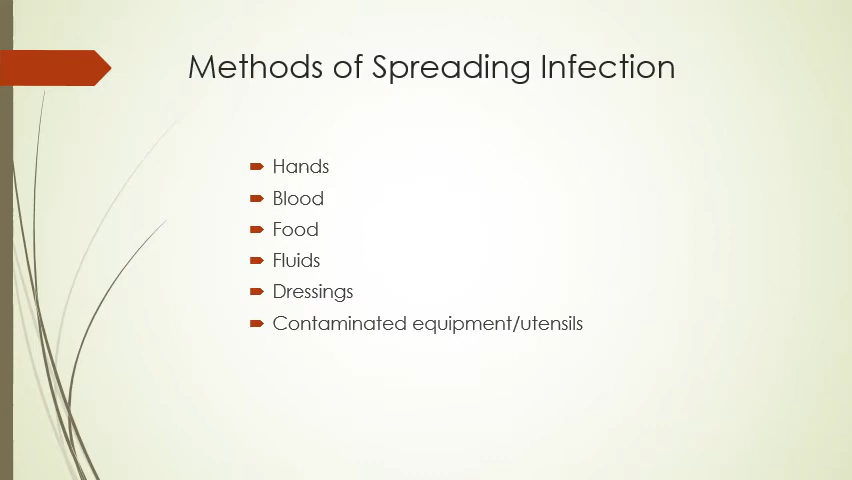 Methods of Spreading Infection
Hands
Blood
Food
Fluids
Dressings
Contaminated equipment/utensils